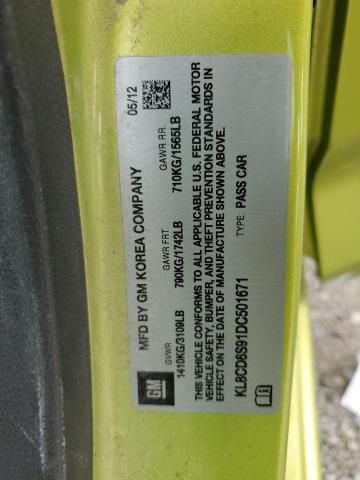 MFD BY GM KOREA COMPANY 05/12
GM
GVWR GAWR FRT GAWR RR.
1410KG/3109LB 790KG/1742LB 710KG/1565LB
THIS VEHICLE CONFORMS TO ALL APPLICABLE U.S. FEDERAL MOTOR
VEHICLE SAFETY, BUMPER, AND THEFT PREVENTION STANDARDS IN
EFFECT ON THE DATE OF MANUFACTURE SHOWN ABOVE.
KL8CD6S91DC501671 TYPE: PASS CAR